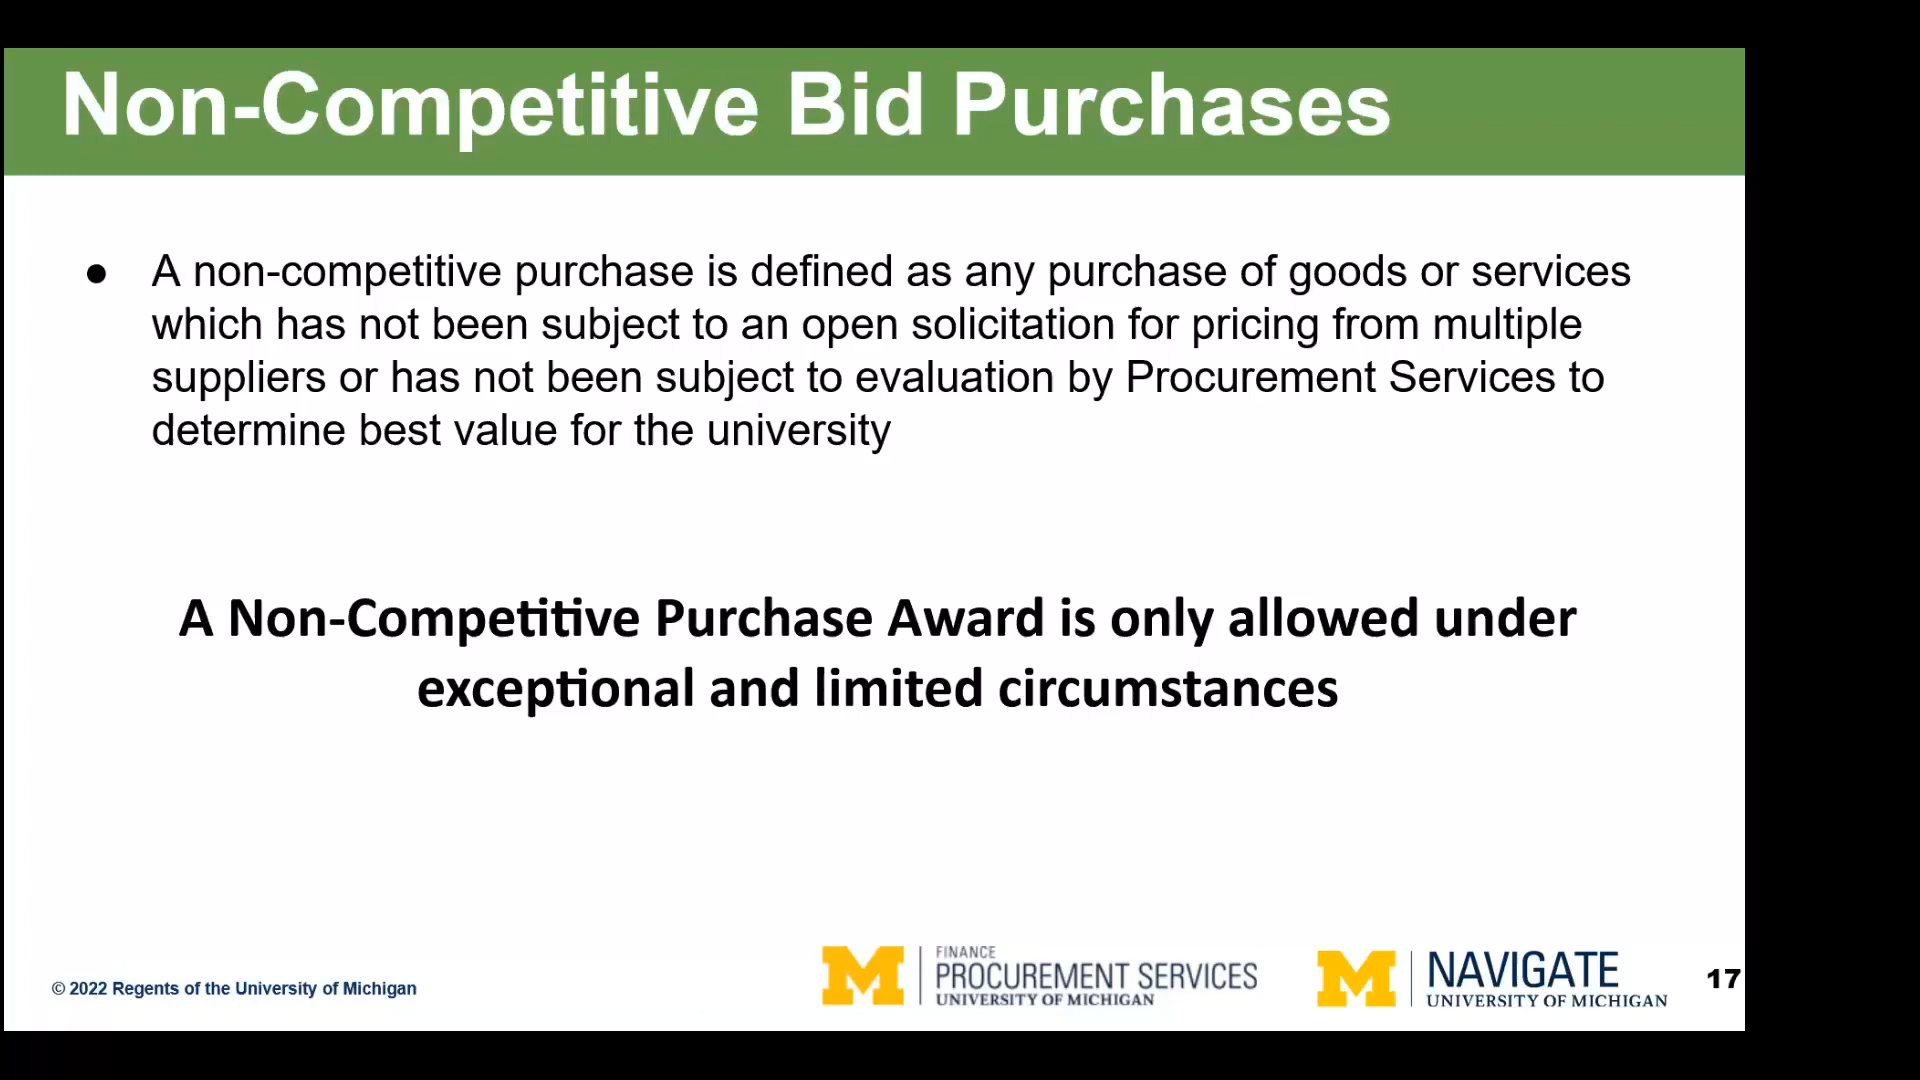 Non-Competitive Bid Purchases
● A non-competitive purchase is defined as any purchase of goods or services
which has not been subject to an open solicitation for pricing from multiple
suppliers or has not been subject to evaluation by Procurement Services to
determine best value for the university
A Non-Competitive Purchase Award is only allowed under
exceptional and limited circumstances
© 2022 Regents of the University of Michigan
M FINANCE
PROCUREMENT SERVICES
UNIVERSITY OF MICHIGAN
M NAVIGATE
UNIVERSITY OF MICHIGAN
17